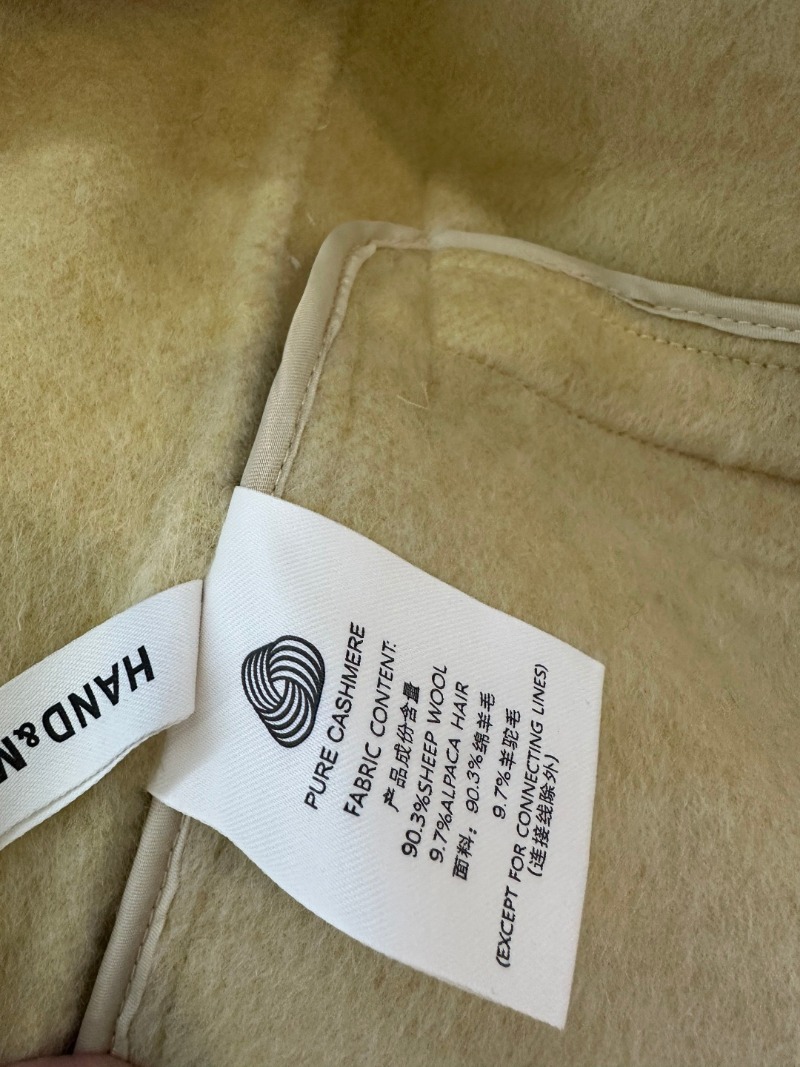 PURE CASHMERE
FABRIC CONTENT:
产品成份含量
90.3%SHEEP WOOL
9.7%ALPACA HAIR
面料：90.3%绵羊毛
9.7%羊驼毛
(EXCEPT FOR CONNECTING LINES)
(连接线除外)
HAND&M